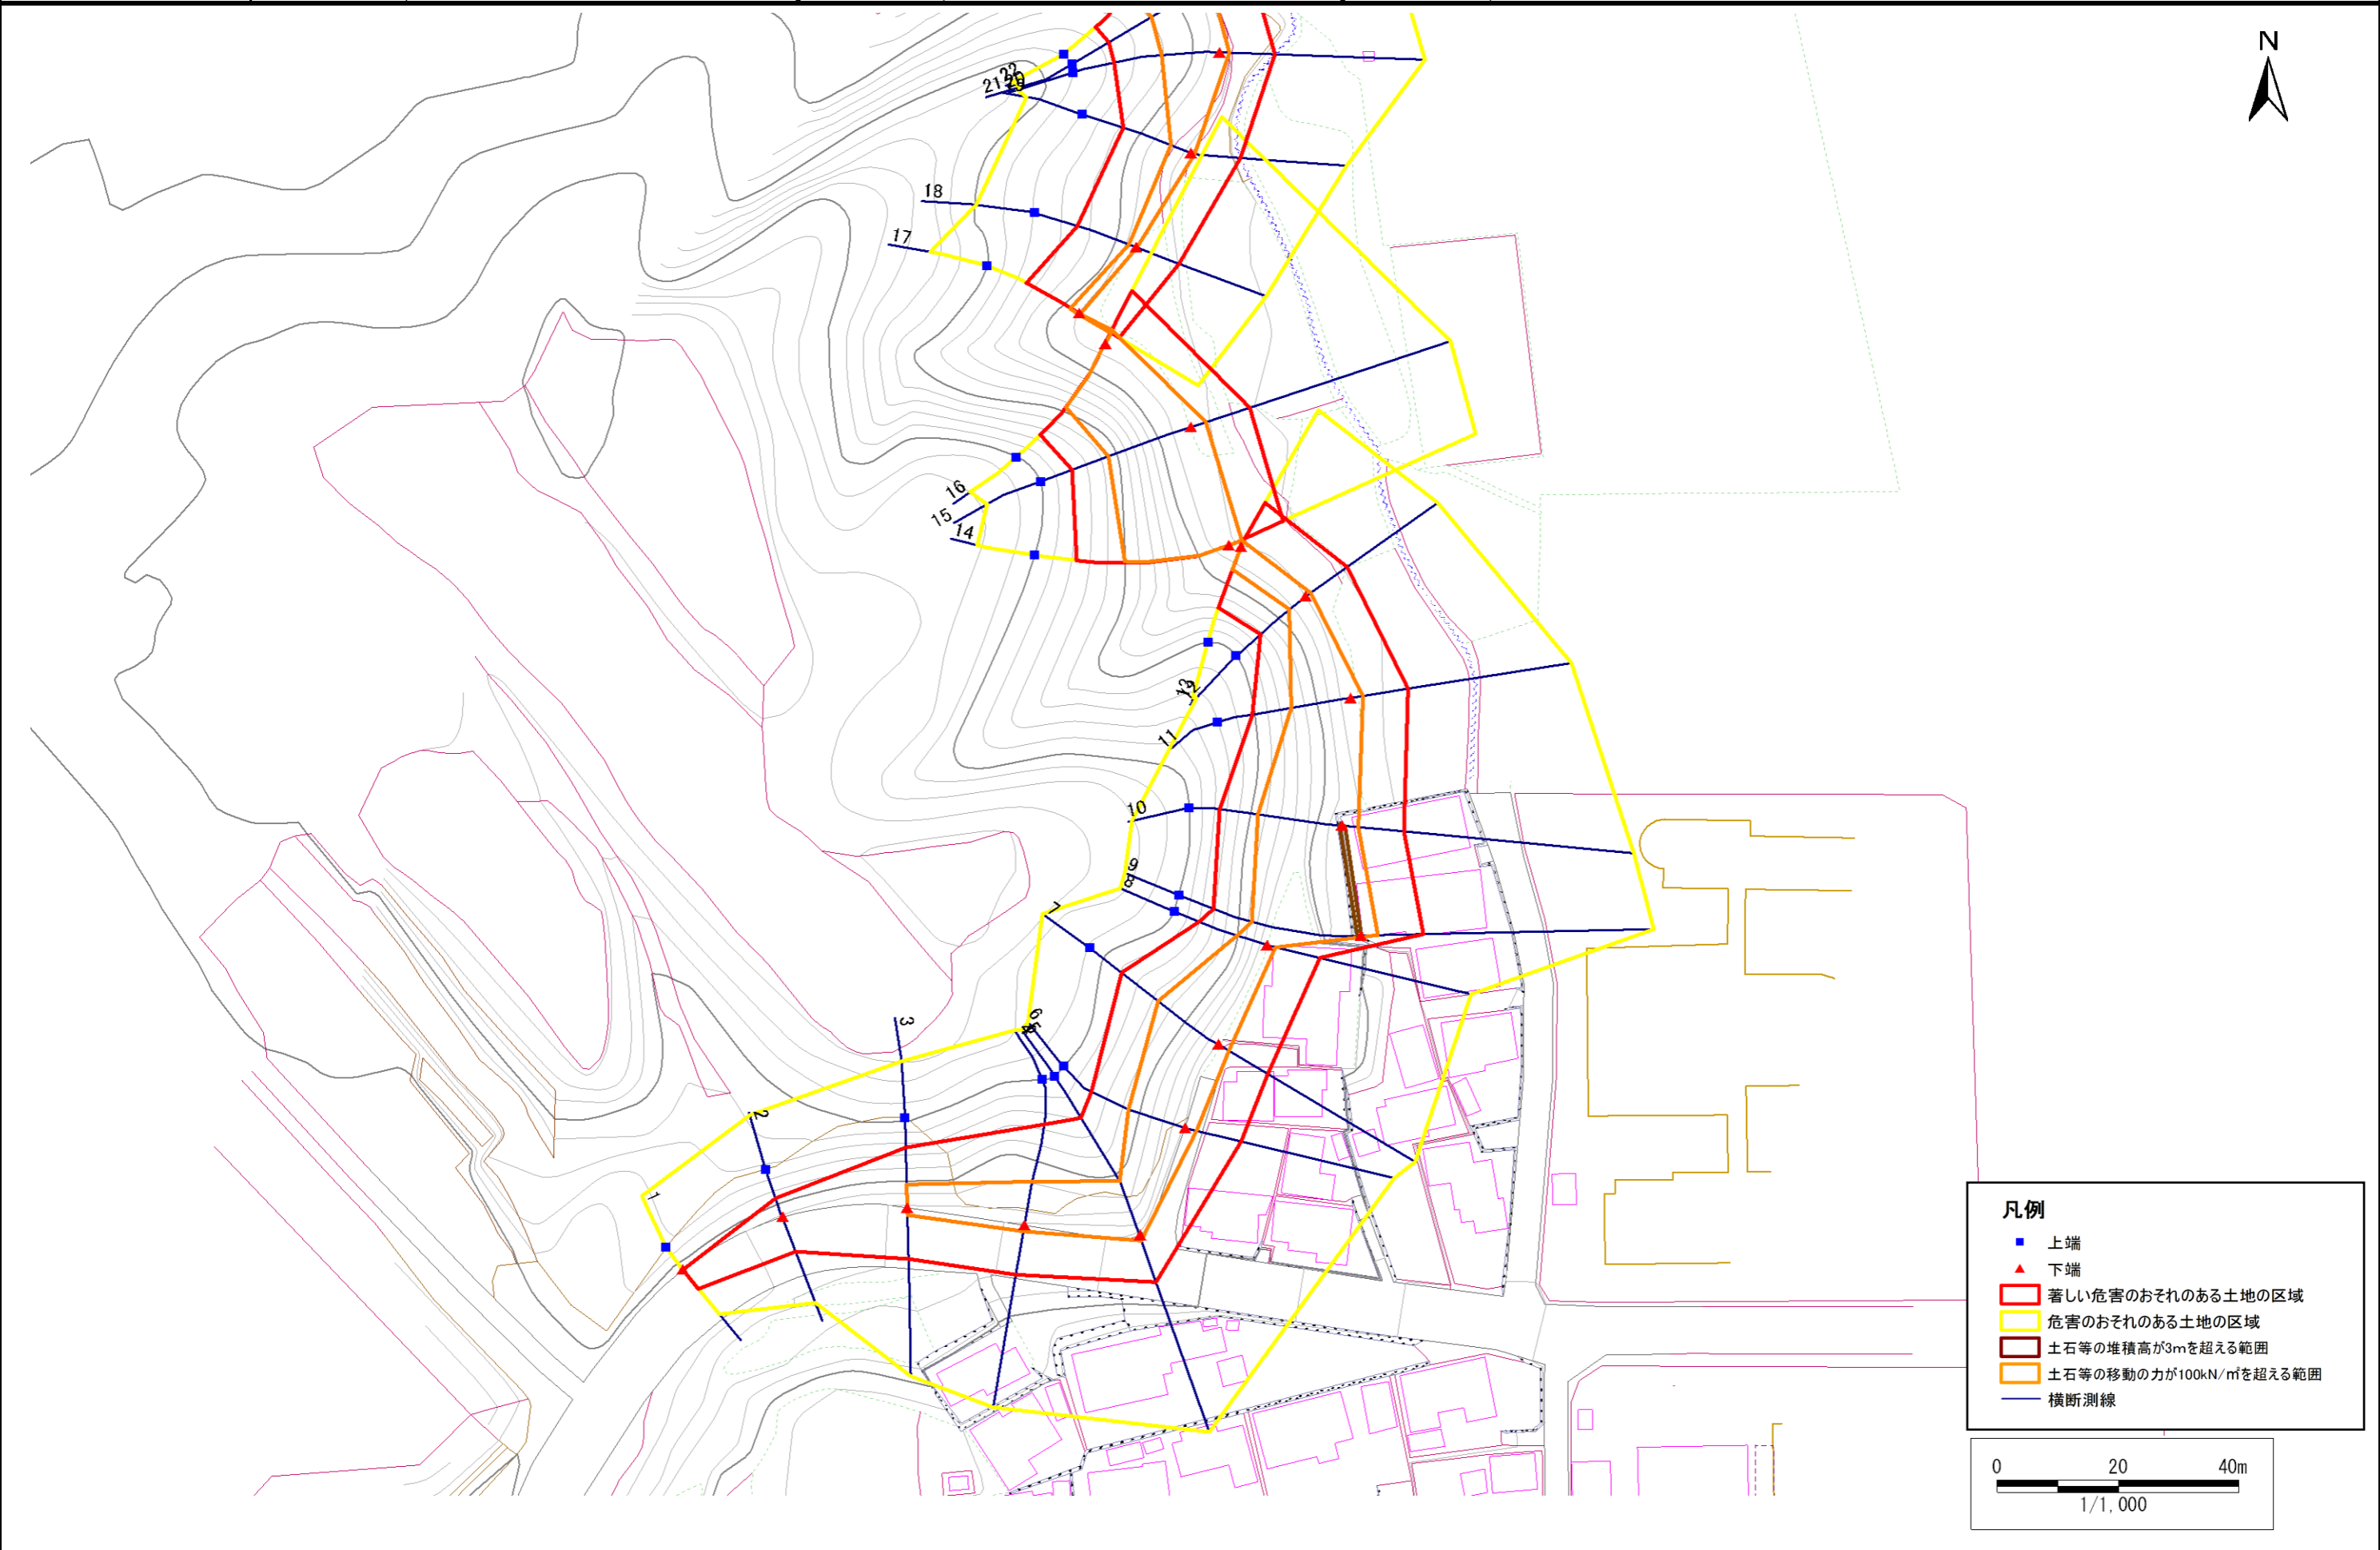 N
22
21
20
18
17
16
15
14
13
12
11
10
9
8
7
6
5
3
2
1
凡例
上端
下端
著しい危害のおそれのある土地の区域
危害のおそれのある土地の区域
土石等の堆積高が3mを超える範囲
土石等の移動の力が100kN/㎡を超える範囲
横断測線
0 20 40m
1/1,000